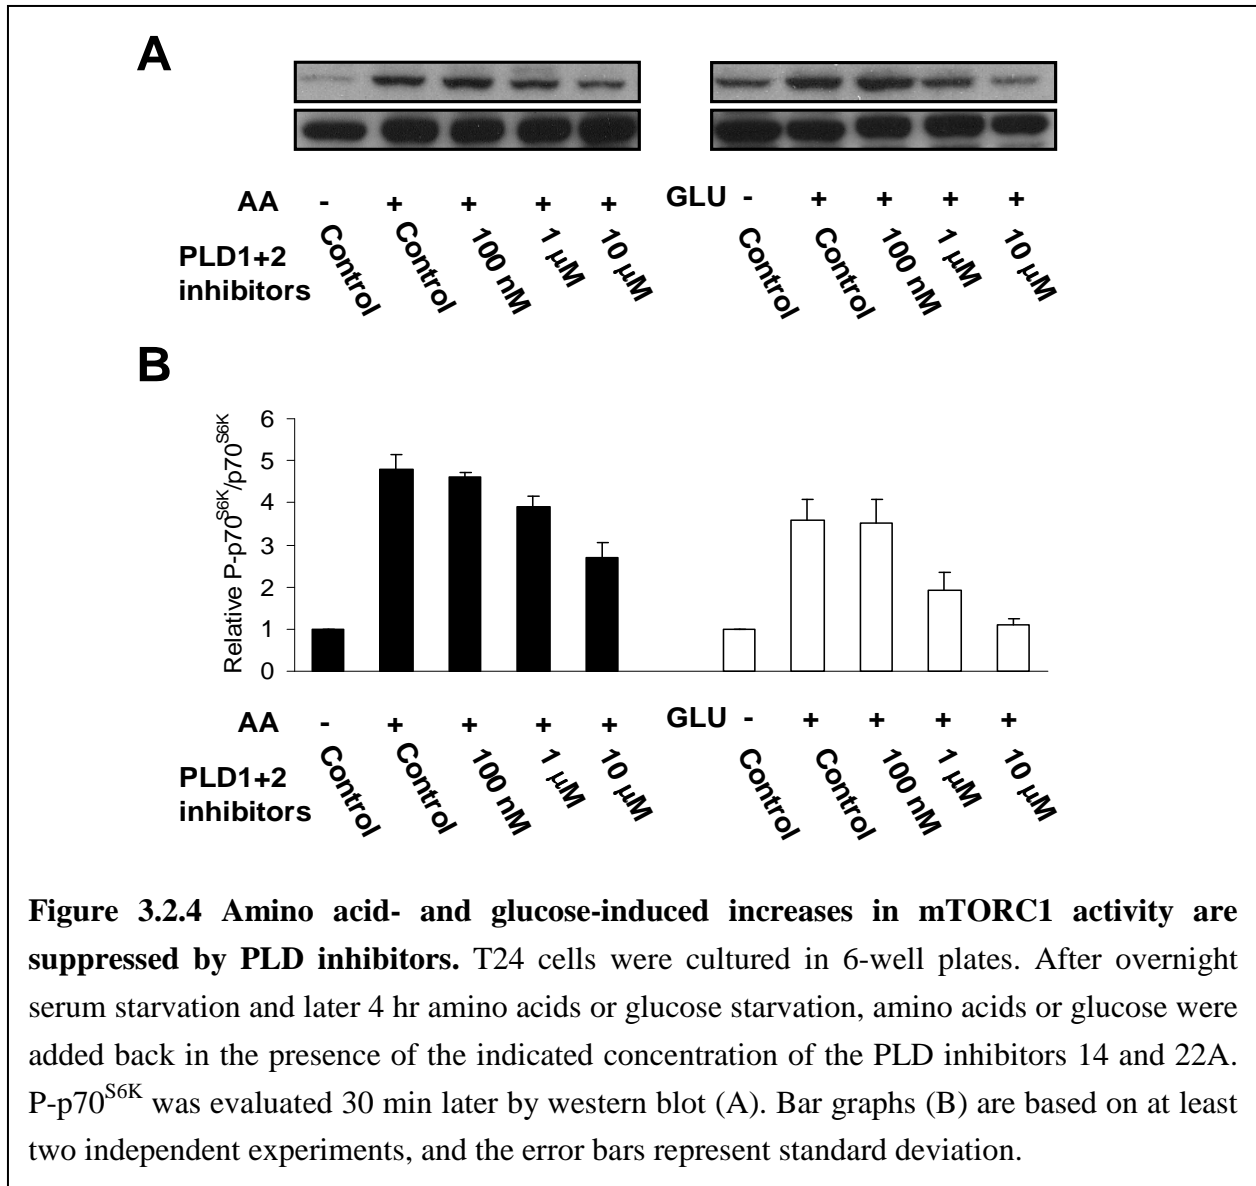 A
AA - + + + +
PLD1+2 inhibitors
Control Control 100 nM 1 μM 10 μM
GLU - + + + +
Control Control 100 nM 1 μM 10 μM
B
Relative P-p70^S6K/p70^S6K
6
5
4
3
2
1
0
AA - + + + +
PLD1+2 inhibitors
Control Control 100 nM 1 μM 10 μM
GLU - + + + +
Control Control 100 nM 1 μM 10 μM
Figure 3.2.4 Amino acid- and glucose-induced increases in mTORC1 activity are
suppressed by PLD inhibitors. T24 cells were cultured in 6-well plates. After overnight
serum starvation and later 4 hr amino acids or glucose starvation, amino acids or glucose were
added back in the presence of the indicated concentration of the PLD inhibitors 14 and 22A.
P-p70^S6K was evaluated 30 min later by western blot (A). Bar graphs (B) are based on at least
two independent experiments, and the error bars represent standard deviation.